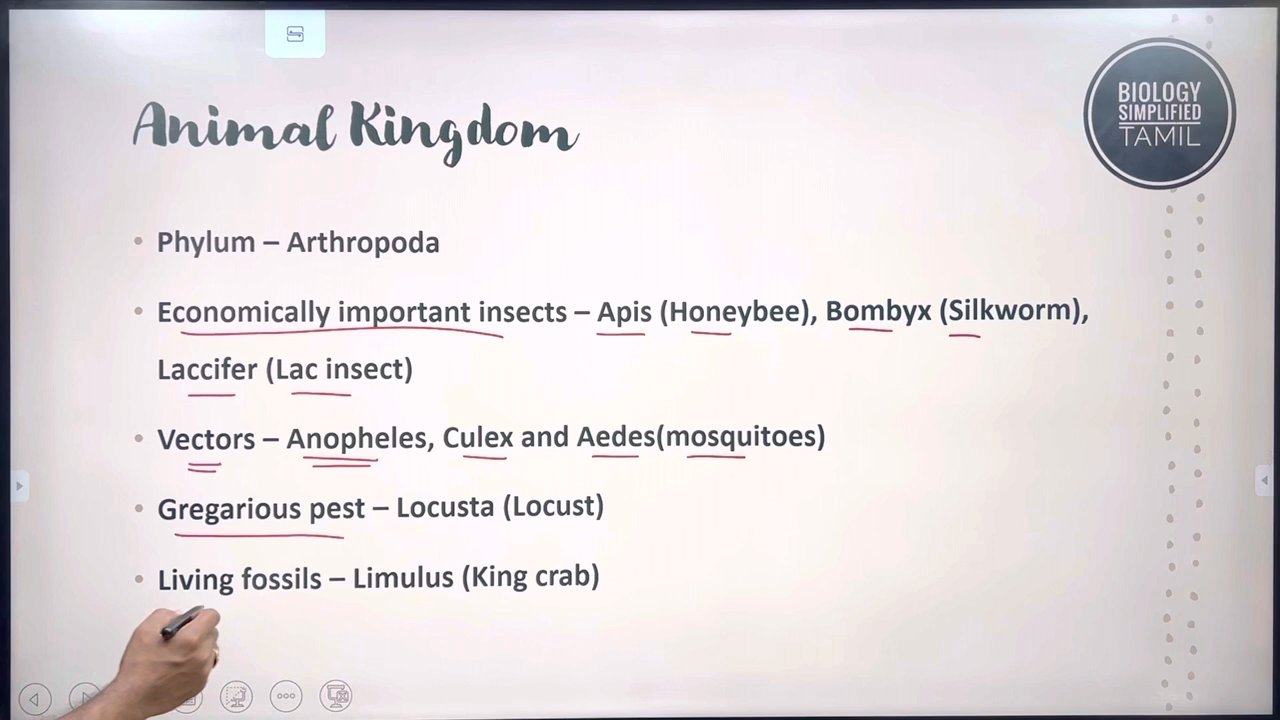 BIOLOGY
SIMPLIFIED
TAMIL
Animal Kingdom
• Phylum – Arthropoda
• Economically important insects – Apis (Honeybee), Bombyx (Silkworm),
Laccifer (Lac insect)
• Vectors – Anopheles, Culex and Aedes(mosquitoes)
• Gregarious pest – Locusta (Locust)
• Living fossils – Limulus (King crab)